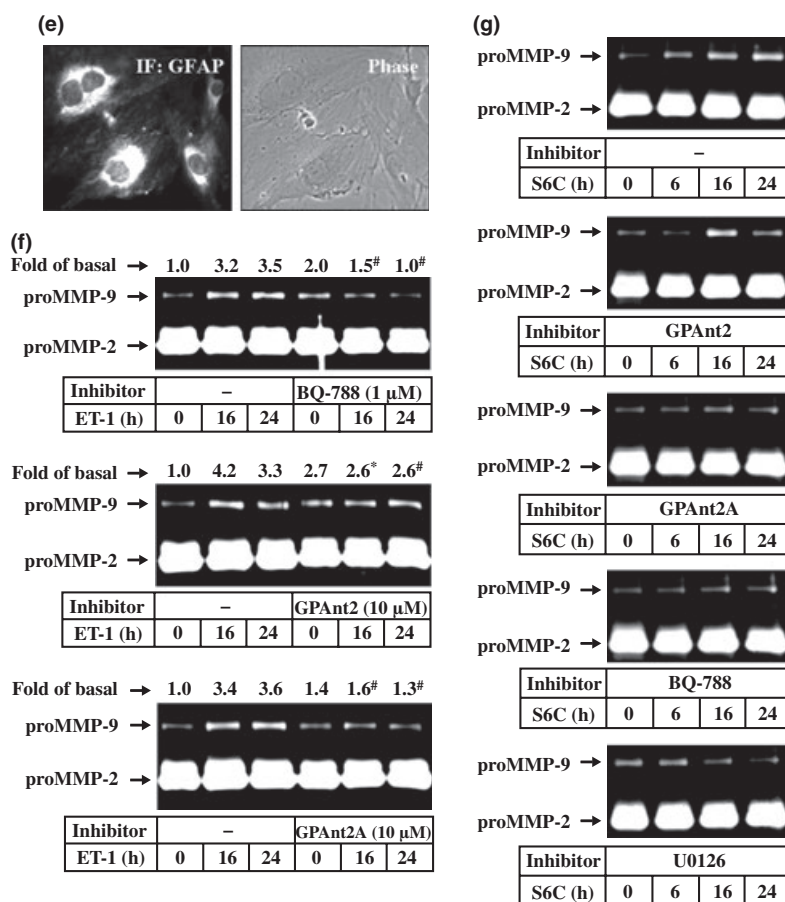 (e)
IF: GFAP
Phase
(f)
Fold of basal → 1.0 3.2 3.5 2.0 1.5# 1.0#
proMMP-9 →
proMMP-2 →
Inhibitor – BQ-788 (1 μM)
ET-1 (h) 0 16 24 0 16 24
Fold of basal → 1.0 4.2 3.3 2.7 2.6* 2.6#
proMMP-9 →
proMMP-2 →
Inhibitor – GPAnt2 (10 μM)
ET-1 (h) 0 16 24 0 16 24
Fold of basal → 1.0 3.4 3.6 1.4 1.6# 1.3#
proMMP-9 →
proMMP-2 →
Inhibitor – GPAnt2A (10 μM)
ET-1 (h) 0 16 24 0 16 24
(g)
proMMP-9 →
proMMP-2 →
Inhibitor –
S6C (h) 0 6 16 24
proMMP-9 →
proMMP-2 →
Inhibitor GPAnt2
S6C (h) 0 6 16 24
proMMP-9 →
proMMP-2 →
Inhibitor GPAnt2A
S6C (h) 0 6 16 24
proMMP-9 →
proMMP-2 →
Inhibitor BQ-788
S6C (h) 0 6 16 24
proMMP-9 →
proMMP-2 →
Inhibitor U0126
S6C (h) 0 6 16 24